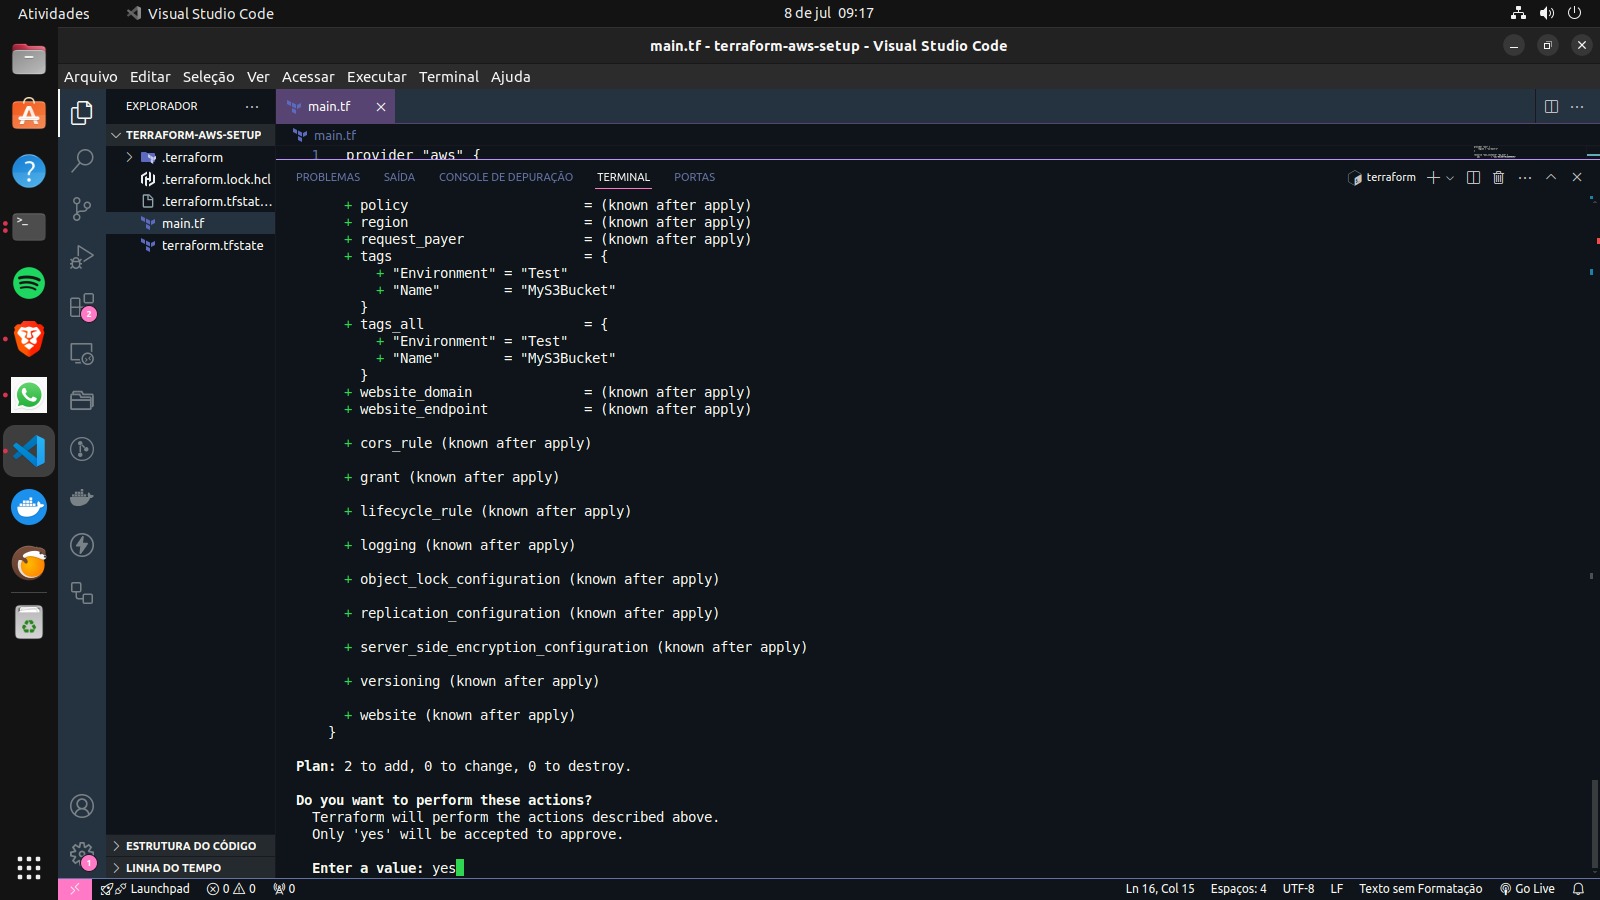 Atividades
Visual Studio Code
8 de jul 09:17
main.tf - terraform-aws-setup - Visual Studio Code
Arquivo Editar Seleção Ver Acessar Executar Terminal Ajuda
EXPLORADOR
TERRAFORM-AWS-SETUP
.terraform
.terraform.lock.hcl
.terraform.tfstat...
main.tf
terraform.tfstate
ESTRUTURA DO CÓDIGO
LINHA DO TEMPO
2
1
main.tf
main.tf
1 provider "aws" {
PROBLEMAS SAÍDA CONSOLE DE DEPURAÇÃO TERMINAL PORTAS
terraform
+ policy = (known after apply)
+ region = (known after apply)
+ request_payer = (known after apply)
+ tags = {
+ "Environment" = "Test"
+ "Name" = "MyS3Bucket"
}
+ tags_all = {
+ "Environment" = "Test"
+ "Name" = "MyS3Bucket"
}
+ website_domain = (known after apply)
+ website_endpoint = (known after apply)
+ cors_rule (known after apply)
+ grant (known after apply)
+ lifecycle_rule (known after apply)
+ logging (known after apply)
+ object_lock_configuration (known after apply)
+ replication_configuration (known after apply)
+ server_side_encryption_configuration (known after apply)
+ versioning (known after apply)
+ website (known after apply)
}
Plan: 2 to add, 0 to change, 0 to destroy.
Do you want to perform these actions?
Terraform will perform the actions described above.
Only 'yes' will be accepted to approve.
Enter a value: yes
Launchpad 0 0 0
Ln 16, Col 15 Espaços: 4 UTF-8 LF Texto sem Formatação Go Live